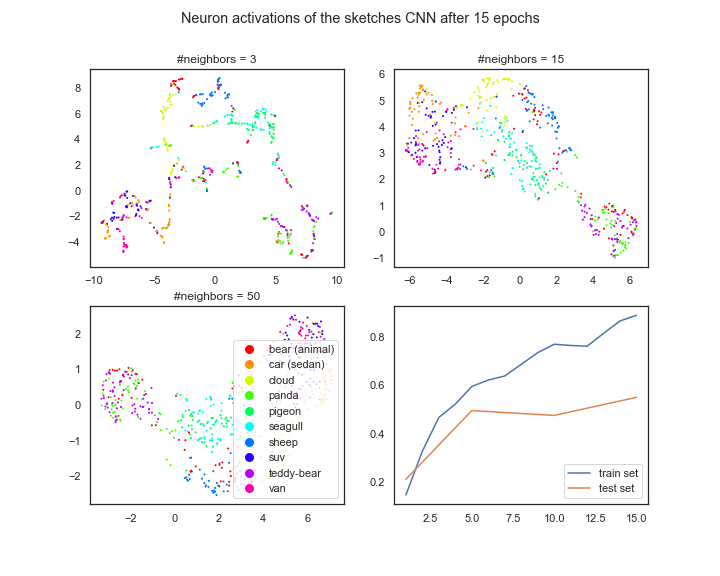 Neuron activations of the sketches CNN after 15 epochs
#neighbors = 3
8
6
4
2
0
−2
−4
−10
−5
0
5
10
#neighbors = 15
6
5
4
3
2
1
0
−1
−6
−4
−2
0
2
4
6
#neighbors = 50
2
1
0
−1
−2
−2
0
2
4
6
bear (animal)
car (sedan)
cloud
panda
pigeon
seagull
sheep
suv
teddy-bear
van
0.8
0.6
0.4
0.2
2.5
5.0
7.5
10.0
12.5
15.0
train set
test set